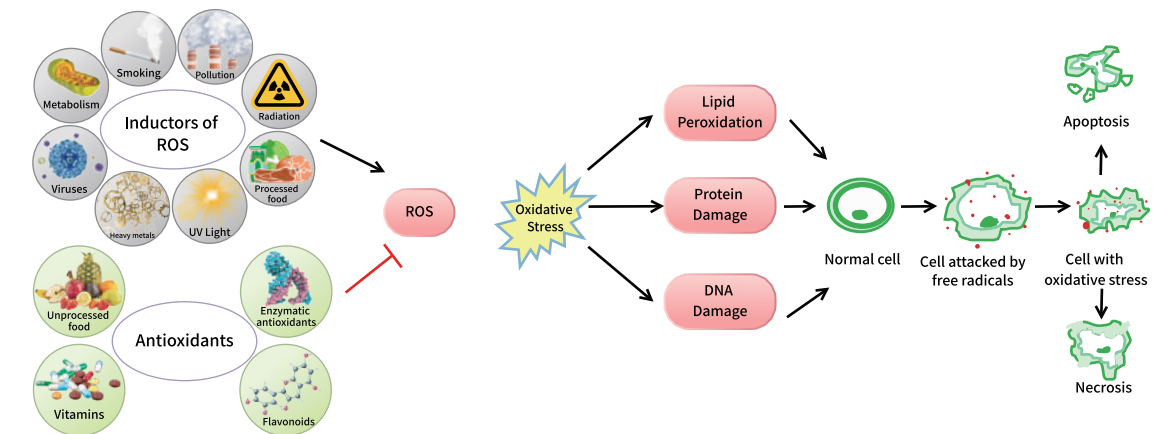 Smoking
Pollution
Metabolism
Radiation
Inductors of
ROS
Viruses
Processed
food
Heavy metals
UV Light
ROS
Unprocessed
food
Enzymatic
antioxidants
Antioxidants
Vitamins
Flavonoids
Oxidative
Stress
Lipid
Peroxidation
Protein
Damage
DNA
Damage
Normal cell
Cell attacked by
free radicals
Apoptosis
Cell with
oxidative stress
Necrosis